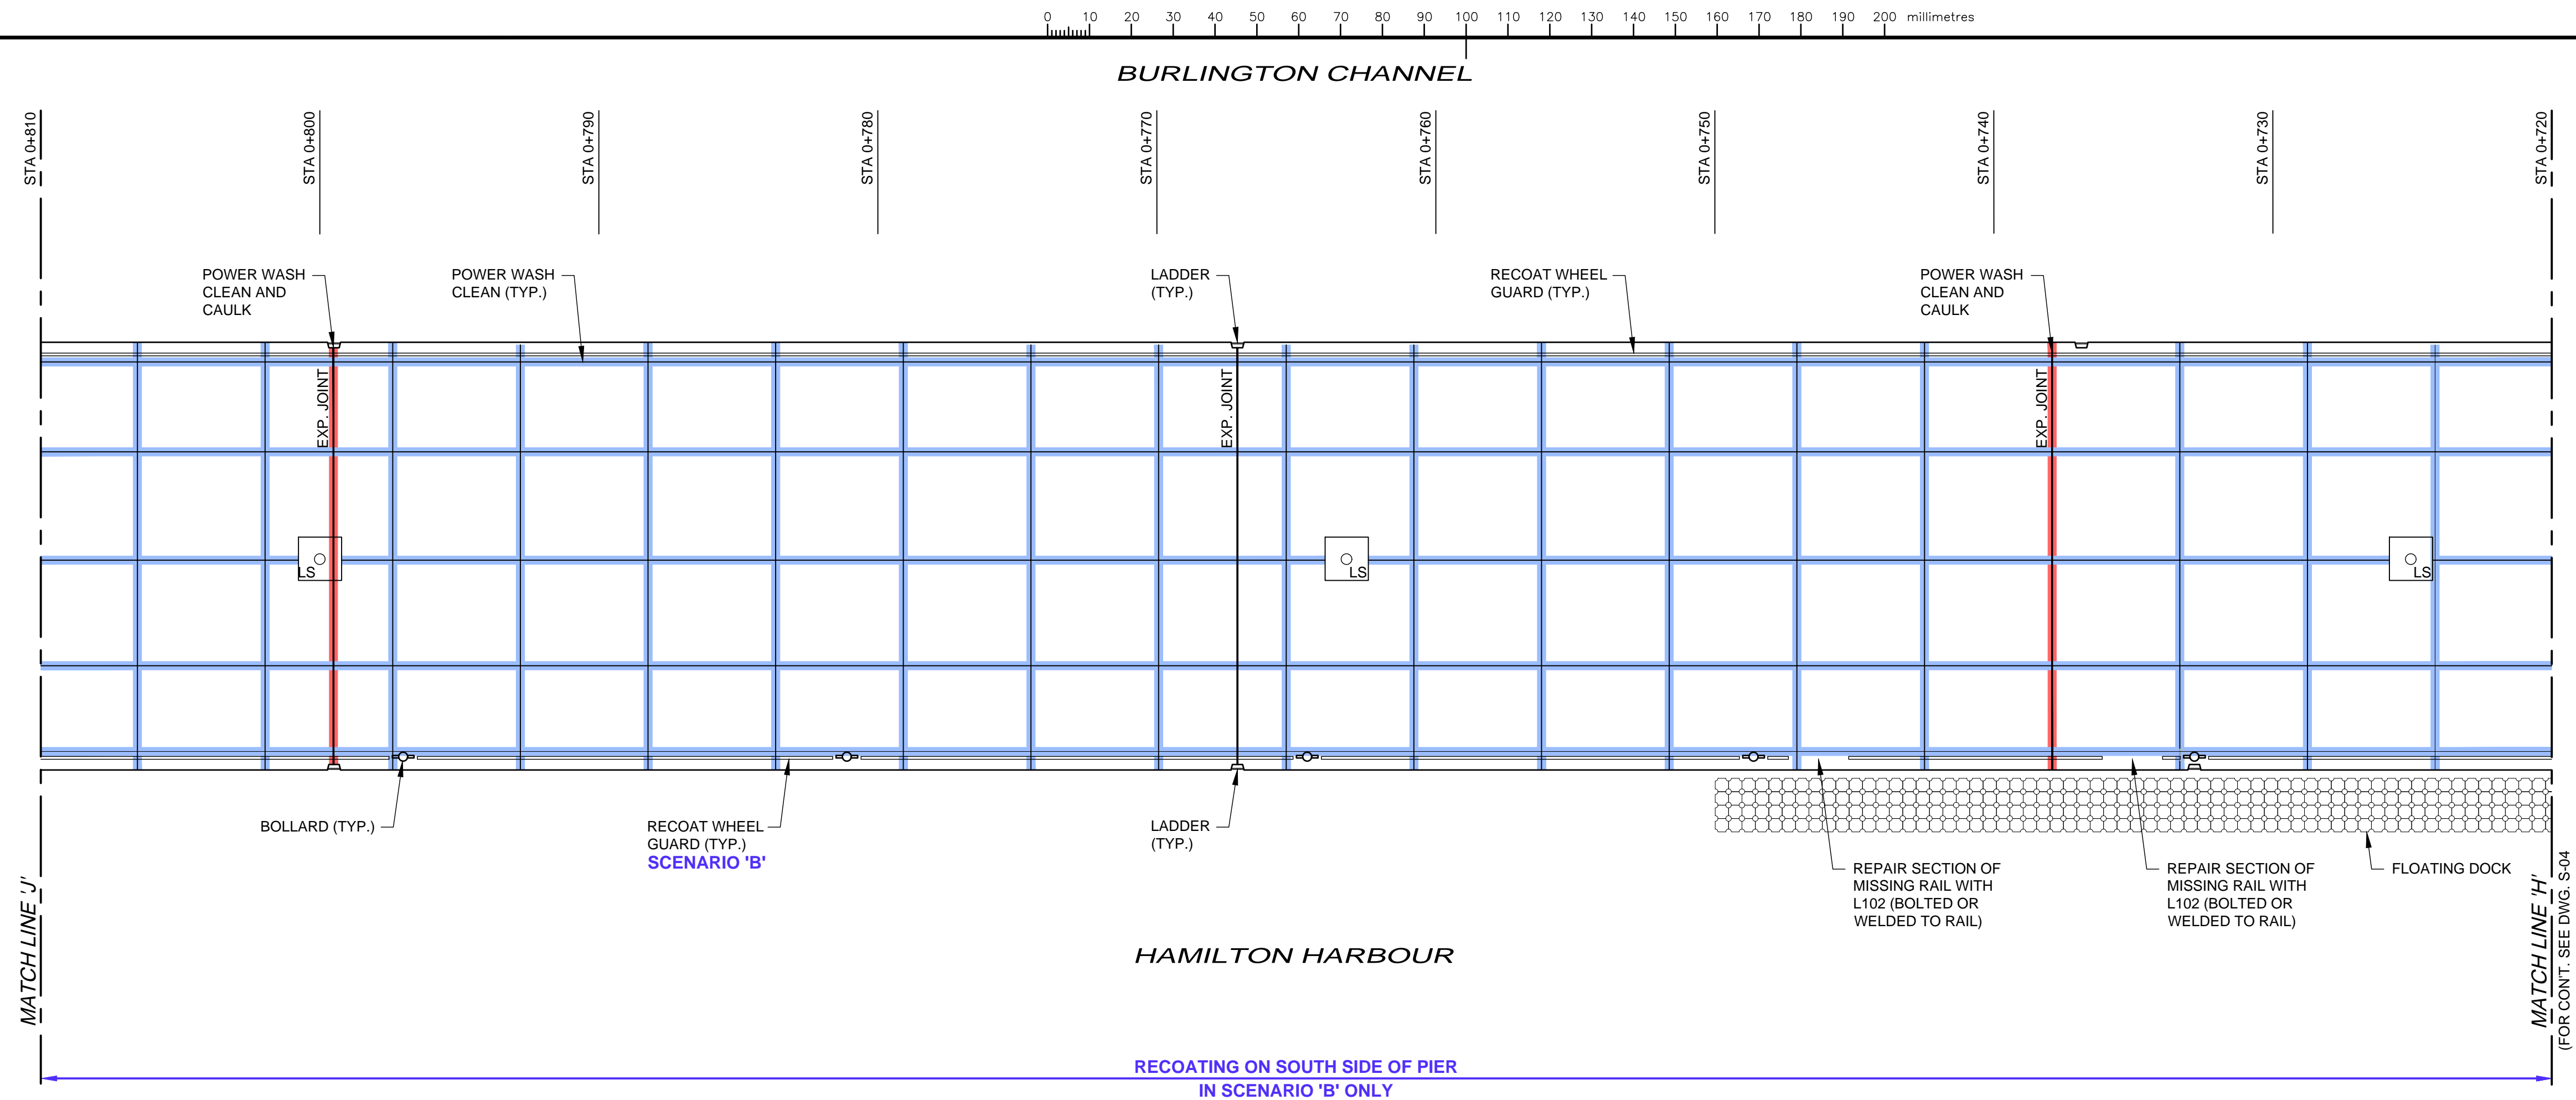 0 10 20 30 40 50 60 70 80 90 100 110 120 130 140 150 160 170 180 190 200 millimetres
BURLINGTON CHANNEL
STA 0+810
STA 0+800
STA 0+790
STA 0+780
STA 0+770
STA 0+760
STA 0+750
STA 0+740
STA 0+730
STA 0+720
POWER WASH
CLEAN AND
CAULK
POWER WASH
CLEAN (TYP.)
LADDER
(TYP.)
RECOAT WHEEL
GUARD (TYP.)
POWER WASH
CLEAN AND
CAULK
EXP. JOINT
EXP. JOINT
EXP. JOINT
LS
LS
LS
BOLLARD (TYP.)
RECOAT WHEEL
GUARD (TYP.)
SCENARIO 'B'
LADDER
(TYP.)
REPAIR SECTION OF
MISSING RAIL WITH
L102 (BOLTED OR
WELDED TO RAIL)
REPAIR SECTION OF
MISSING RAIL WITH
L102 (BOLTED OR
WELDED TO RAIL)
FLOATING DOCK
MATCH LINE 'J'
HAMILTON HARBOUR
MATCH LINE 'H'
(FOR CON'T. SEE DWG. S-04
RECOATING ON SOUTH SIDE OF PIER
IN SCENARIO 'B' ONLY